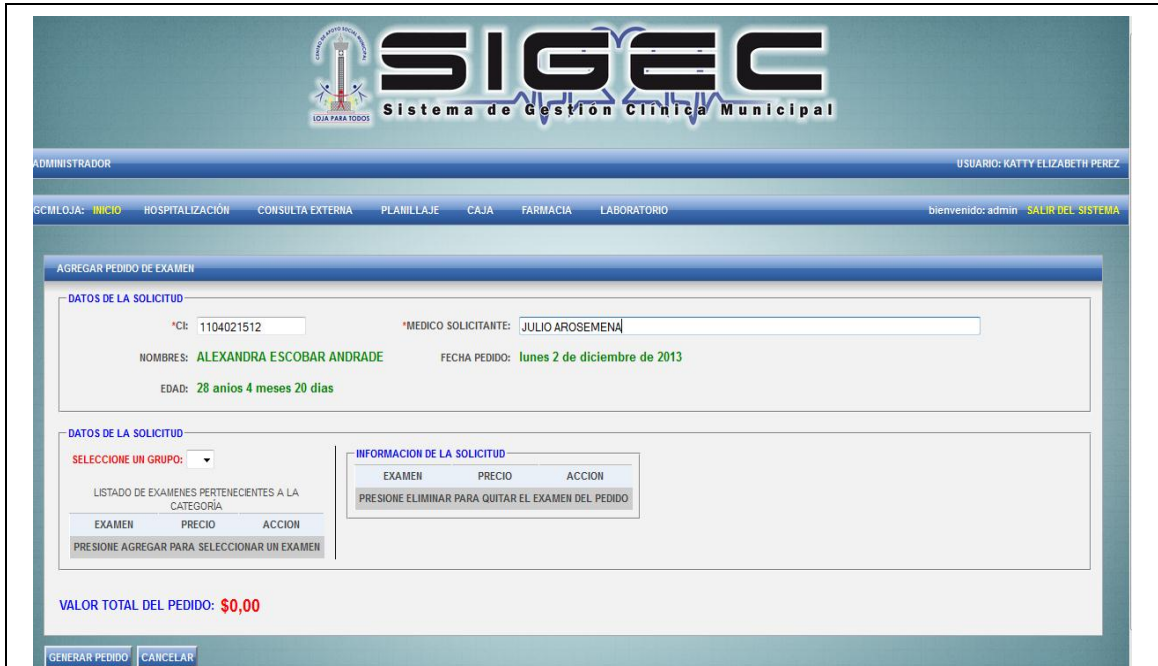 CENTRO DE APOYO SOCIAL MUNICIPAL
LOJA PARA TODOS
SIGEC
Sistema de Gestión Clínica Municipal
ADMINISTRADOR USUARIO: KATTY ELIZABETH PEREZ
GCMLOJA: INICIO HOSPITALIZACIÓN CONSULTA EXTERNA PLANILLAJE CAJA FARMACIA LABORATORIO bienvenido: admin SALIR DEL SISTEMA
AGREGAR PEDIDO DE EXAMEN
DATOS DE LA SOLICITUD
*CI: 1104021512 *MEDICO SOLICITANTE: JULIO AROSEMENA
NOMBRES: ALEXANDRA ESCOBAR ANDRADE FECHA PEDIDO: lunes 2 de diciembre de 2013
EDAD: 28 anios 4 meses 20 dias
DATOS DE LA SOLICITUD
SELECCIONE UN GRUPO:
LISTADO DE EXAMENES PERTENECIENTES A LA
CATEGORÍA
EXAMEN PRECIO ACCION
PRESIONE AGREGAR PARA SELECCIONAR UN EXAMEN
INFORMACION DE LA SOLICITUD
EXAMEN PRECIO ACCION
PRESIONE ELIMINAR PARA QUITAR EL EXAMEN DEL PEDIDO
VALOR TOTAL DEL PEDIDO: $0,00
GENERAR PEDIDO CANCELAR